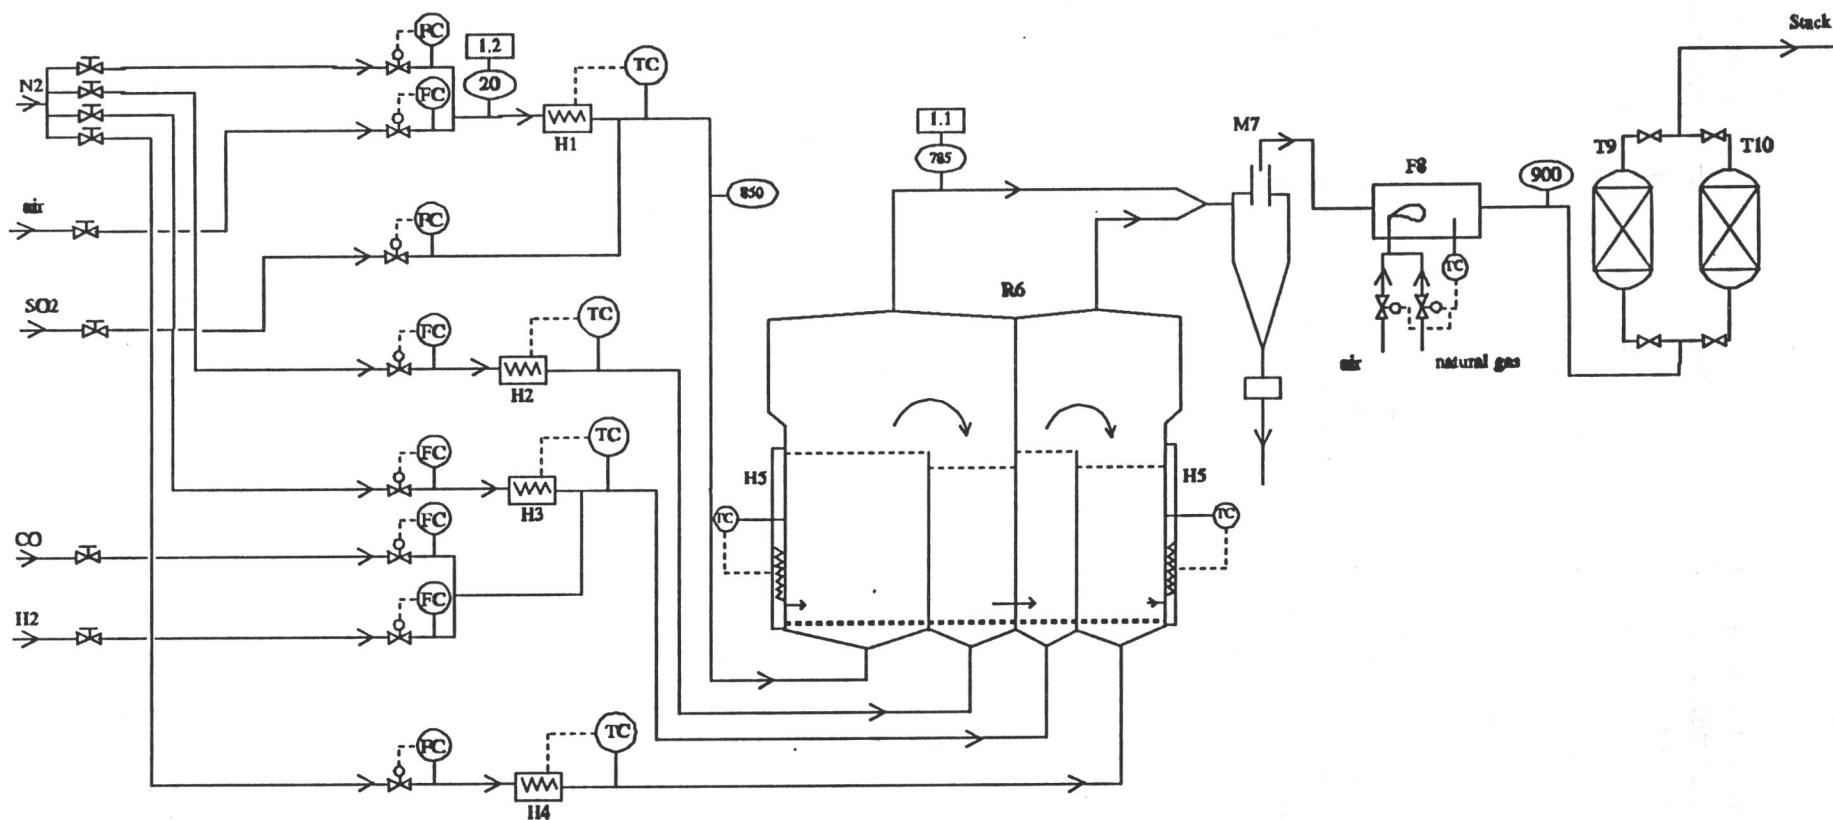 Stack
FC
1.2
20
TC
N2
FC
H1
1.1
785
M7
T9
T10
F8
900
850
air
FC
TC
SO2
R6
FC
TC
air
natural gas
H2
FC
TC
H3
H5
H5
TC
TC
CO
FC
H2
FC
FC
TC
H4